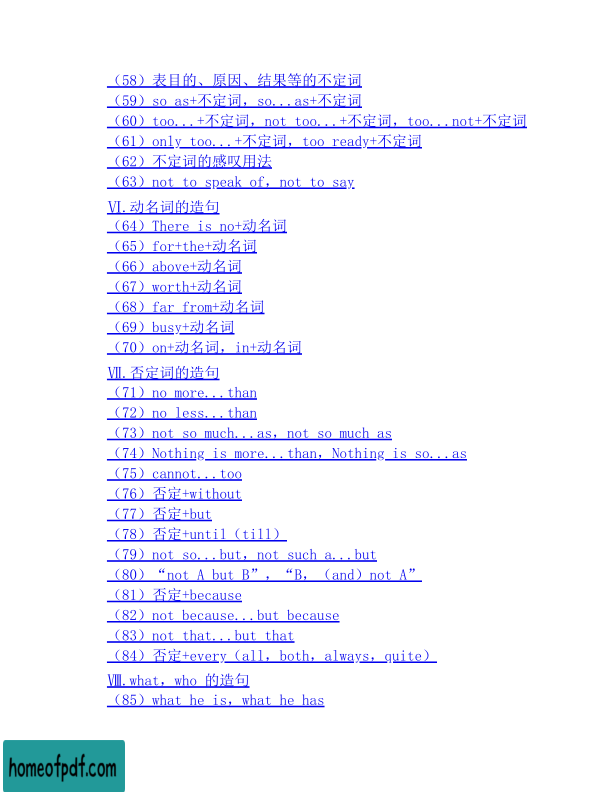 （58）表目的、原因、结果等的不定词
（59）so as+不定词，so...as+不定词
（60）too...+不定词，not too...+不定词，too...not+不定词
（61）only too...+不定词，too ready+不定词
（62）不定词的感叹用法
（63）not to speak of，not to say
Ⅵ.动名词的造句
（64）There is no+动名词
（65）for+the+动名词
（66）above+动名词
（67）worth+动名词
（68）far from+动名词
（69）busy+动名词
（70）on+动名词，in+动名词
Ⅶ.否定词的造句
（71）no more...than
（72）no less...than
（73）not so much...as，not so much as
（74）Nothing is more...than，Nothing is so...as
（75）cannot...too
（76）否定+without
（77）否定+but
（78）否定+until（till）
（79）not so...but，not such a...but
（80）“not A but B”，“B，（and）not A”
（81）否定+because
（82）not because...but because
（83）not that...but that
（84）否定+every（all，both，always，quite）
Ⅷ.what，who 的造句
（85）what he is，what he has
homeofpdf.com